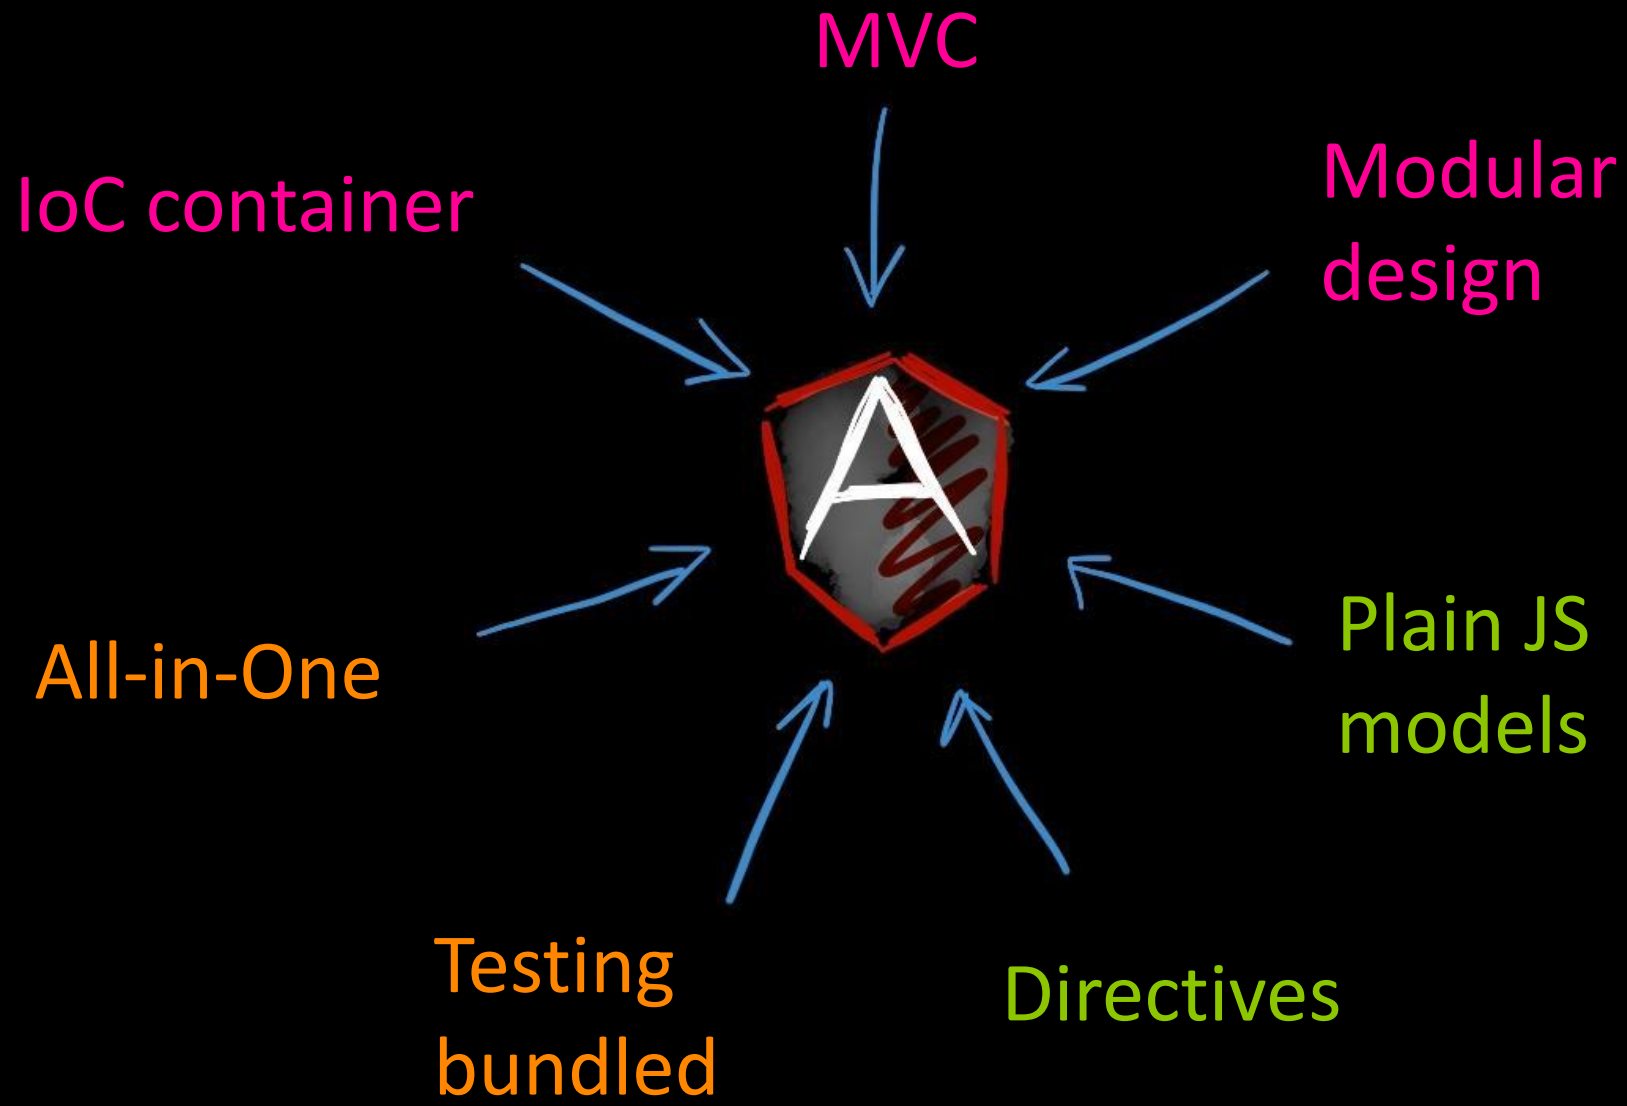 MVC
IoC container
Modular
design
A
All-in-One
Plain JS
models
Testing
bundled
Directives